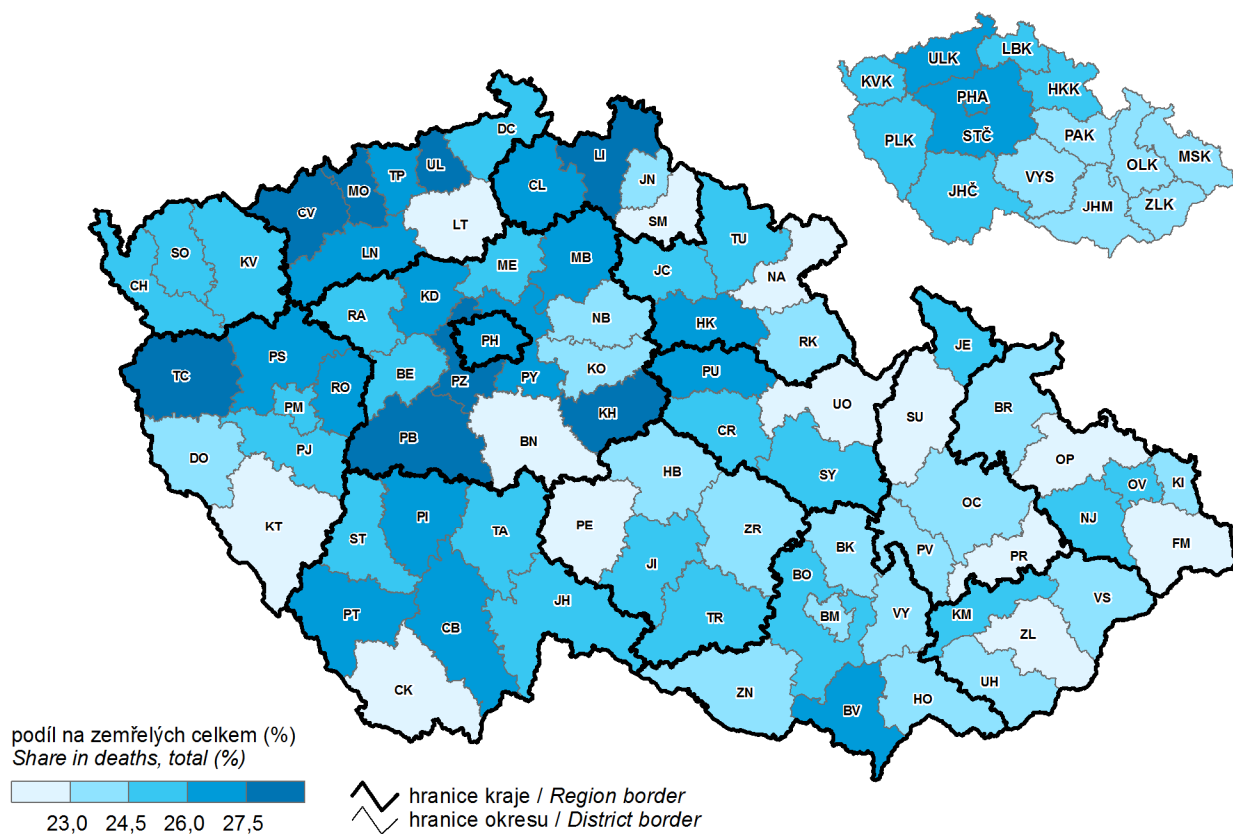 ULK
LBK
KVK
HKK
PHA
STČ
PLK
PAK
MSK
OLK
VYS
JHČ
ZLK
JHM
DC
UL
LI
TP
MO
CL
JN
CV
LT
SM
SO
KV
LN
TU
CH
ME
MB
JC
NA
KD
RA
NB
HK
PH
RK
PS
JE
KO
TC
RO
BE
PZ
PY
PU
PM
UO
BR
KH
SU
PB
BN
CR
DO
PJ
OP
HB
SY
OV
KI
OC
NJ
KT
ST
PI
TA
PE
ZR
FM
BK
PV
PR
JI
BO
VS
JH
PT
CB
TR
BM
VY
KM
ZL
UH
CK
ZN
BV
HO
podíl na zemřelých celkem (%)
Share in deaths, total (%)
23,0 24,5 26,0 27,5
hranice kraje / Region border
hranice okresu / District border